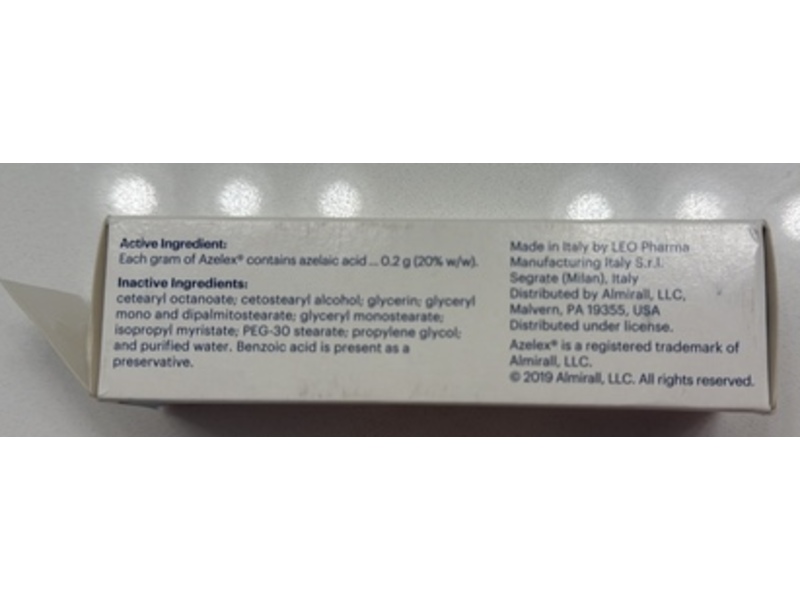 Active Ingredient:
Each gram of Azelex® contains azelaic acid ... 0.2 g (20% w/w).
Inactive Ingredients:
cetearyl octanoate; cetostearyl alcohol; glycerin; glyceryl
mono and dipalmitostearate; glyceryl monostearate;
isopropyl myristate; PEG-30 stearate; propylene glycol;
and purified water. Benzoic acid is present as a
preservative.
Made in Italy by LEO Pharma
Manufacturing Italy S.r.l.
Segrate (Milan), Italy
Distributed by Almirall, LLC,
Malvern, PA 19355, USA
Distributed under license.
Azelex® is a registered trademark of
Almirall, LLC.
© 2019 Almirall, LLC. All rights reserved.